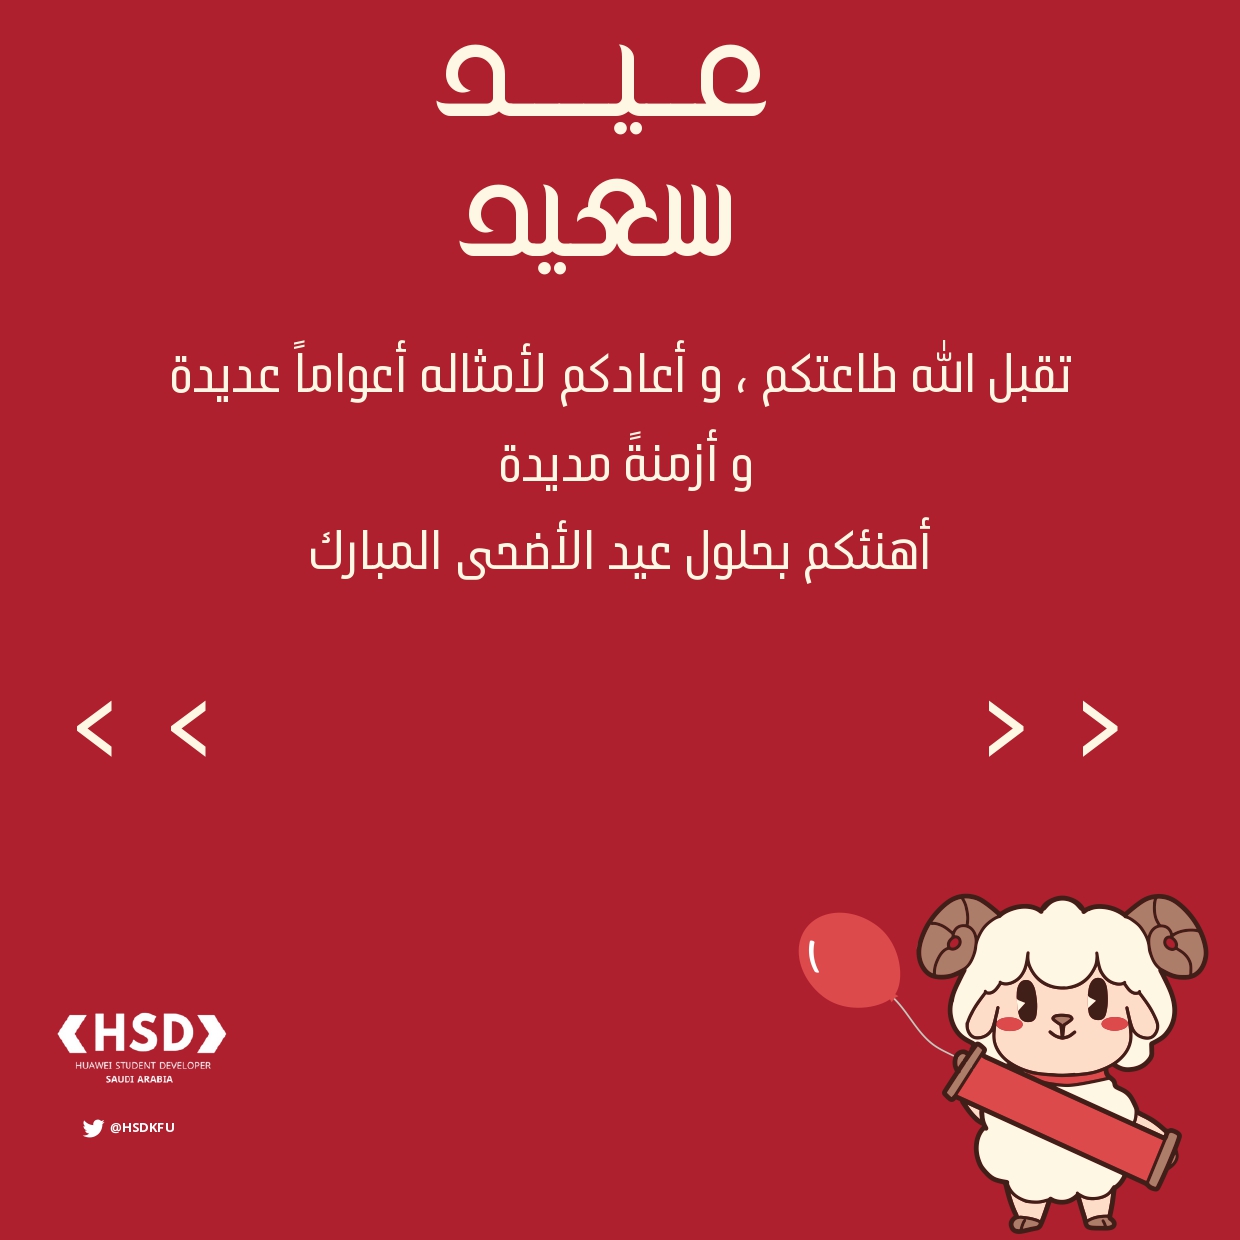 عيد
سعيد
تقبل الله طاعتكم ، و أعادكم لأمثاله أعواماً عديدة
و أزمنةً مديدة
أهنئكم بحلول عيد الأضحى المبارك
< < > >
HSD
HUAWEI STUDENT DEVELOPER
SAUDI ARABIA
@HSDKFU